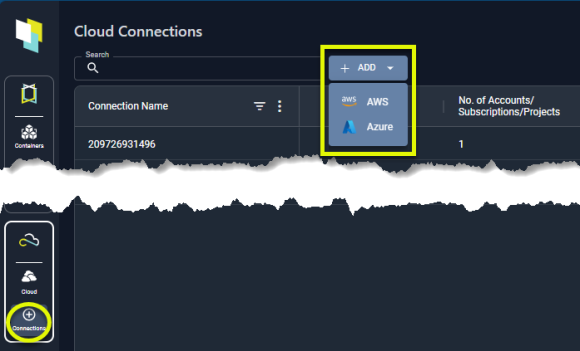 Cloud Connections
Search
+ ADD
aws AWS
Azure
Connection Name
No. of Accounts/
Subscriptions/Projects
209726931496
1
Containers
Cloud
Connections